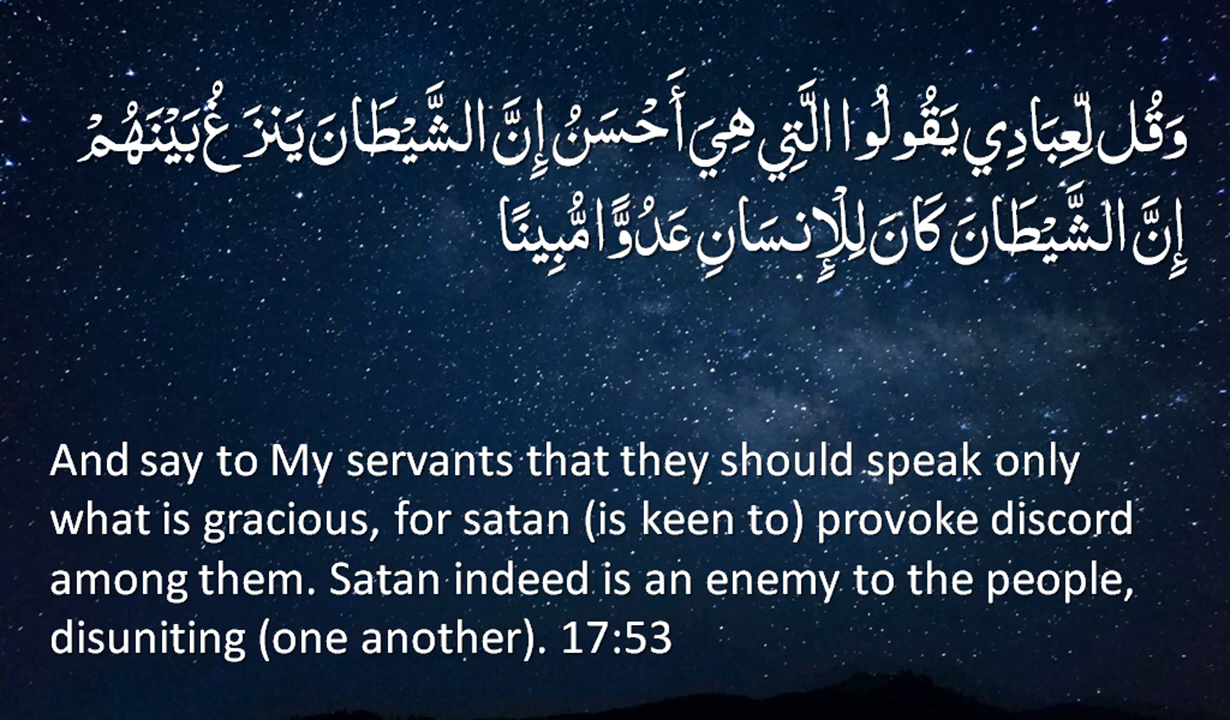 وَقُل لِّعِبَادِي يَقُولُوا الَّتِي هِيَ أَحْسَنُ إِنَّ الشَّيْطَانَ يَنزَغُ بَيْنَهُمْ
إِنَّ الشَّيْطَانَ كَانَ لِلْإِنسَانِ عَدُوًّا مُّبِينًا
And say to My servants that they should speak only
what is gracious, for satan (is keen to) provoke discord
among them. Satan indeed is an enemy to the people,
disuniting (one another). 17:53